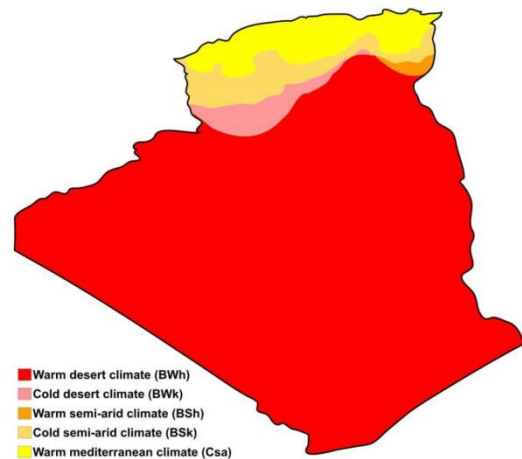 Warm desert climate (BWh)
Cold desert climate (BWk)
Warm semi-arid climate (BSh)
Cold semi-arid climate (BSk)
Warm mediterranean climate (Csa)